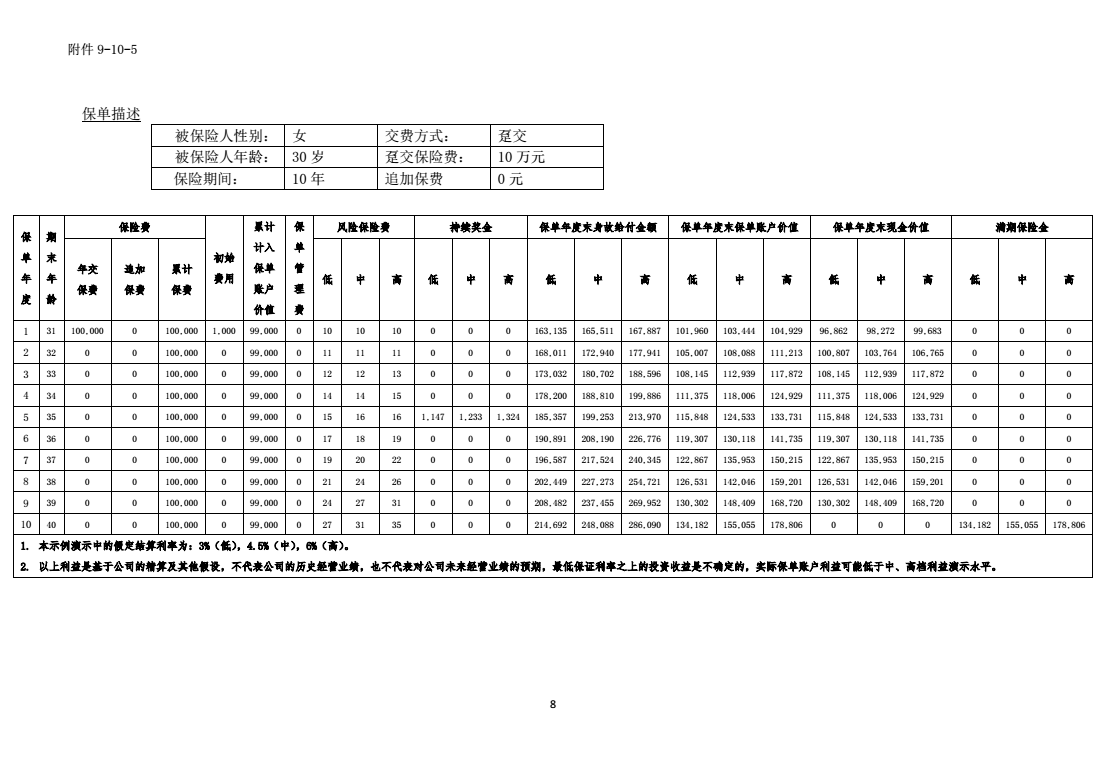 附件 9-10-5
保单描述
被保险人性别： 女 交费方式： 趸交
被保险人年龄： 30 岁 趸交保险费： 10 万元
保险期间： 10 年 追加保费 0 元
保单年度 期末年龄 保险费 初始费用 累计计入保单账户价值 保单管理费 风险保险费 持续奖金 保单年度末身故给付金额 保单年度末保单账户价值 保单年度末现金价值 满期保险金
年交保费 追加保费 累计保费 低 中 高 低 中 高 低 中 高 低 中 高 低 中 高 低 中 高
1 31 100,000 0 100,000 1,000 99,000 0 10 10 10 0 0 0 163,135 165,511 167,887 101,960 103,444 104,929 96,862 98,272 99,683 0 0 0
2 32 0 0 100,000 0 99,000 0 11 11 11 0 0 0 168,011 172,940 177,941 105,007 108,088 111,213 100,807 103,764 106,765 0 0 0
3 33 0 0 100,000 0 99,000 0 12 12 13 0 0 0 173,032 180,702 188,596 108,145 112,939 117,872 108,145 112,939 117,872 0 0 0
4 34 0 0 100,000 0 99,000 0 14 14 15 0 0 0 178,200 188,810 199,886 111,375 118,006 124,929 111,375 118,006 124,929 0 0 0
5 35 0 0 100,000 0 99,000 0 15 16 16 1,147 1,233 1,324 185,357 199,253 213,970 115,848 124,533 133,731 115,848 124,533 133,731 0 0 0
6 36 0 0 100,000 0 99,000 0 17 18 19 0 0 0 190,891 208,190 226,776 119,307 130,118 141,735 119,307 130,118 141,735 0 0 0
7 37 0 0 100,000 0 99,000 0 19 20 22 0 0 0 196,587 217,524 240,345 122,867 135,953 150,215 122,867 135,953 150,215 0 0 0
8 38 0 0 100,000 0 99,000 0 21 24 26 0 0 0 202,449 227,273 254,721 126,531 142,046 159,201 126,531 142,046 159,201 0 0 0
9 39 0 0 100,000 0 99,000 0 24 27 31 0 0 0 208,482 237,455 269,952 130,302 148,409 168,720 130,302 148,409 168,720 0 0 0
10 40 0 0 100,000 0 99,000 0 27 31 35 0 0 0 214,692 248,088 286,090 134,182 155,055 178,806 0 0 0 134,182 155,055 178,806
1. 本示例演示中的假定结算利率为：3%（低），4.5%（中），6%（高）。
2. 以上利益是基于公司的精算及其他假设，不代表公司的历史经营业绩，也不代表对公司未来经营业绩的预期，最低保证利率之上的投资收益是不确定的，实际保单账户利益可能低于中、高档利益演示水平。
8